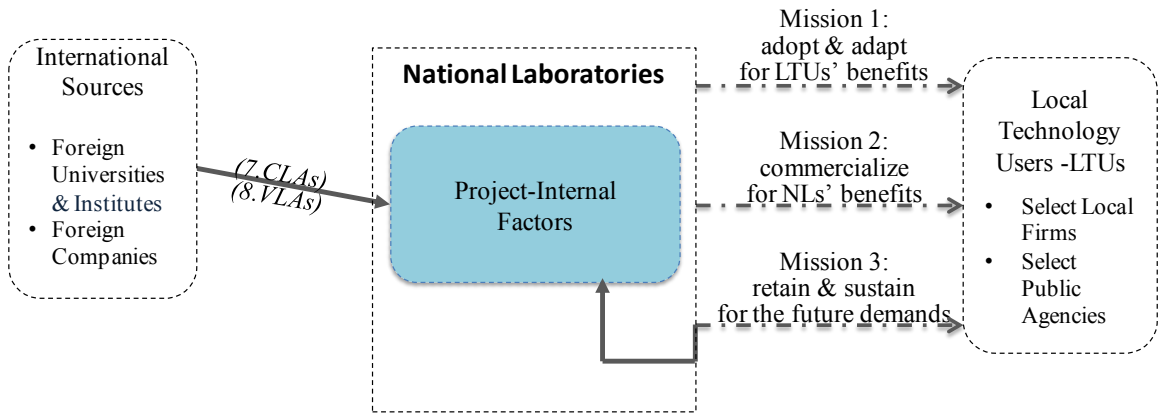 International
Sources
• Foreign
Universities
& Institutes
• Foreign
Companies
(7.CLAs)
(8.VLAs)
National Laboratories
Project-Internal
Factors
Mission 1:
adopt & adapt
for LTUs’ benefits
Mission 2:
commercialize
for NLs’ benefits
Mission 3:
retain & sustain
for the future demands
Local
Technology
Users -LTUs
• Select Local
Firms
• Select
Public
Agencies